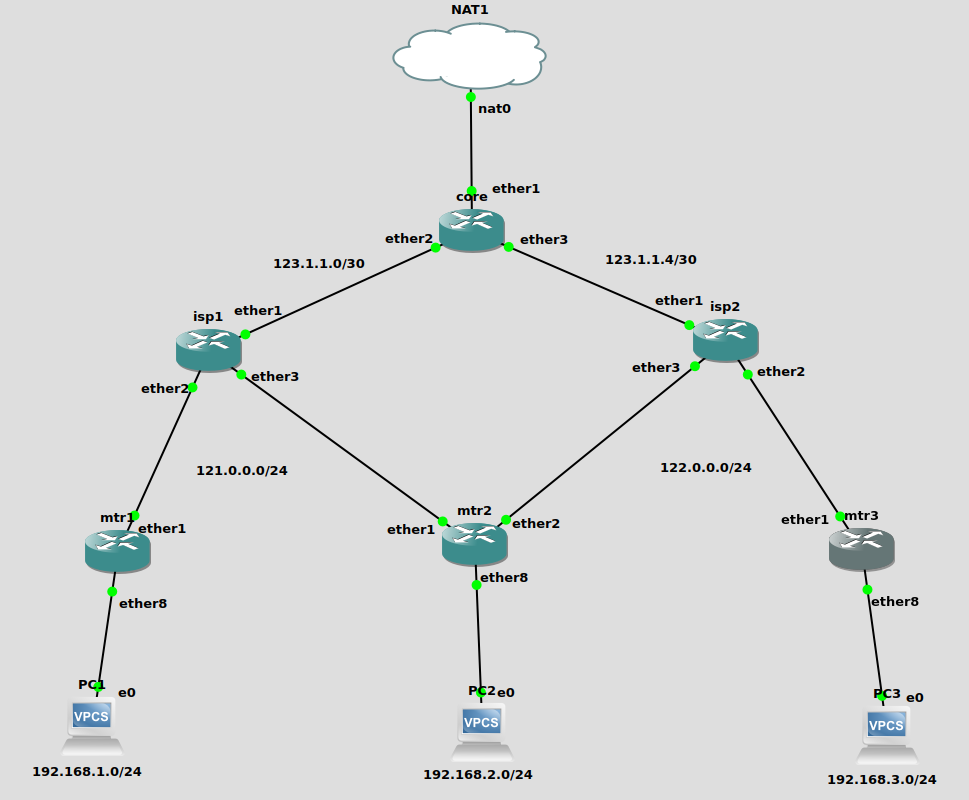 NAT1
nat0
ether1
core
ether2
ether3
123.1.1.0/30
123.1.1.4/30
isp1
ether1
ether1
isp2
ether2
ether3
ether3
ether2
121.0.0.0/24
122.0.0.0/24
mtr1
ether1
mtr2
ether1
ether2
ether1
mtr3
ether8
ether8
ether8
PC1
e0
VPCS
192.168.1.0/24
PC2
e0
VPCS
192.168.2.0/24
PC3
e0
VPCS
192.168.3.0/24